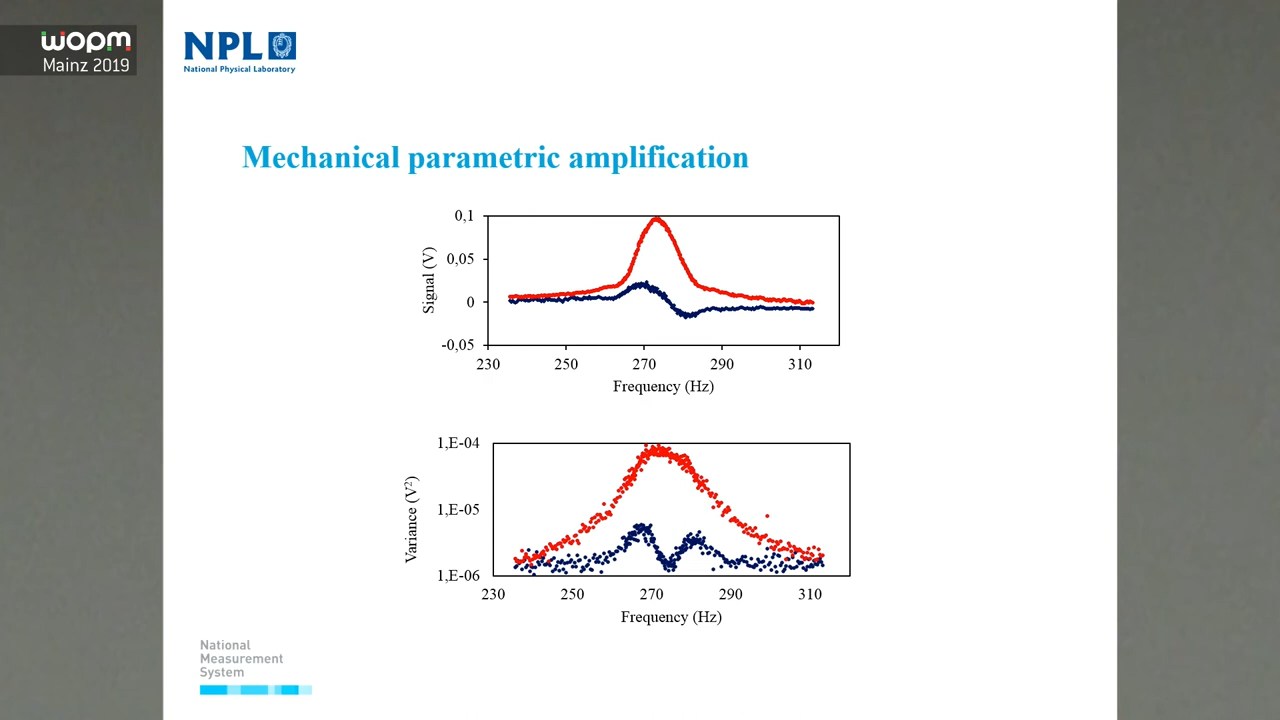 wopm
Mainz 2019
NPL
National Physical Laboratory
Mechanical parametric amplification
0,1
0,05
0
-0,05
Signal (V)
230 250 270 290 310
Frequency (Hz)
1,E-04
1,E-05
1,E-06
Variance (V²)
230 250 270 290 310
Frequency (Hz)
National
Measurement
System